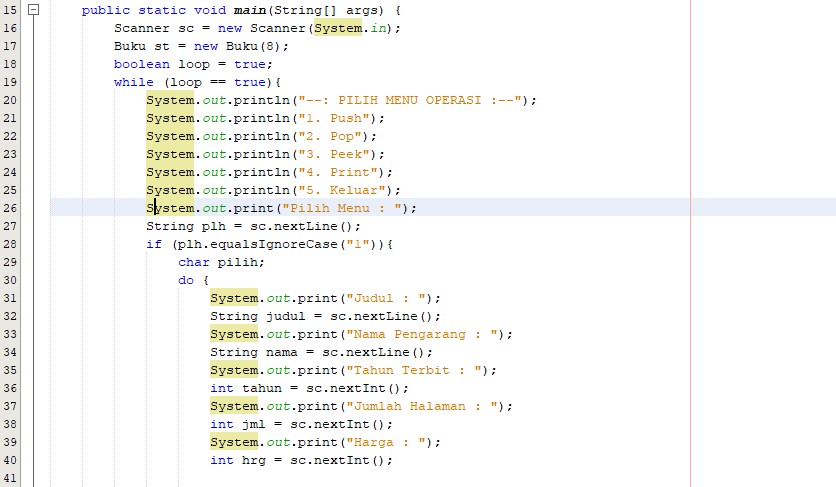 15 public static void main(String[] args) {
16 Scanner sc = new Scanner(System.in);
17 Buku st = new Buku(8);
18 boolean loop = true;
19 while (loop == true){
20 System.out.println("--: PILIH MENU OPERASI :--");
21 System.out.println("1. Push");
22 System.out.println("2. Pop");
23 System.out.println("3. Peek");
24 System.out.println("4. Print");
25 System.out.println("5. Keluar");
26 System.out.print("Pilih Menu : ");
27 String plh = sc.nextLine();
28 if (plh.equalsIgnoreCase("1")){
29 char pilih;
30 do {
31 System.out.print("Judul : ");
32 String judul = sc.nextLine();
33 System.out.print("Nama Pengarang : ");
34 String nama = sc.nextLine();
35 System.out.print("Tahun Terbit : ");
36 int tahun = sc.nextInt();
37 System.out.print("Jumlah Halaman : ");
38 int jml = sc.nextInt();
39 System.out.print("Harga : ");
40 int hrg = sc.nextInt();
41